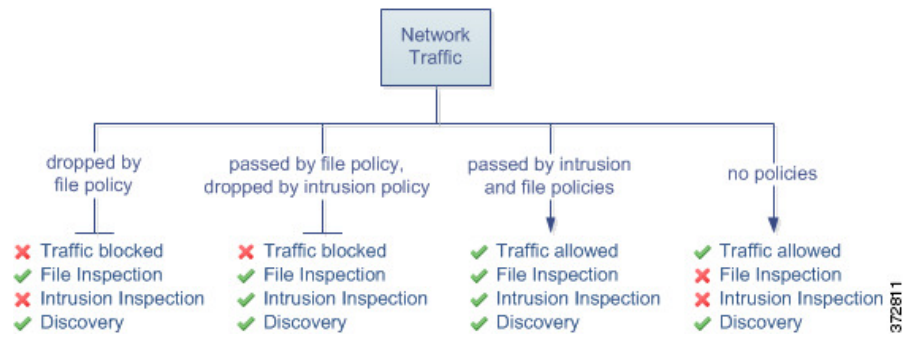 Network
Traffic
dropped by
file policy
passed by file policy,
dropped by intrusion policy
passed by intrusion
and file policies
no policies
Traffic blocked
File Inspection
Intrusion Inspection
Discovery
Traffic blocked
File Inspection
Intrusion Inspection
Discovery
Traffic allowed
File Inspection
Intrusion Inspection
Discovery
Traffic allowed
File Inspection
Intrusion Inspection
Discovery
372811